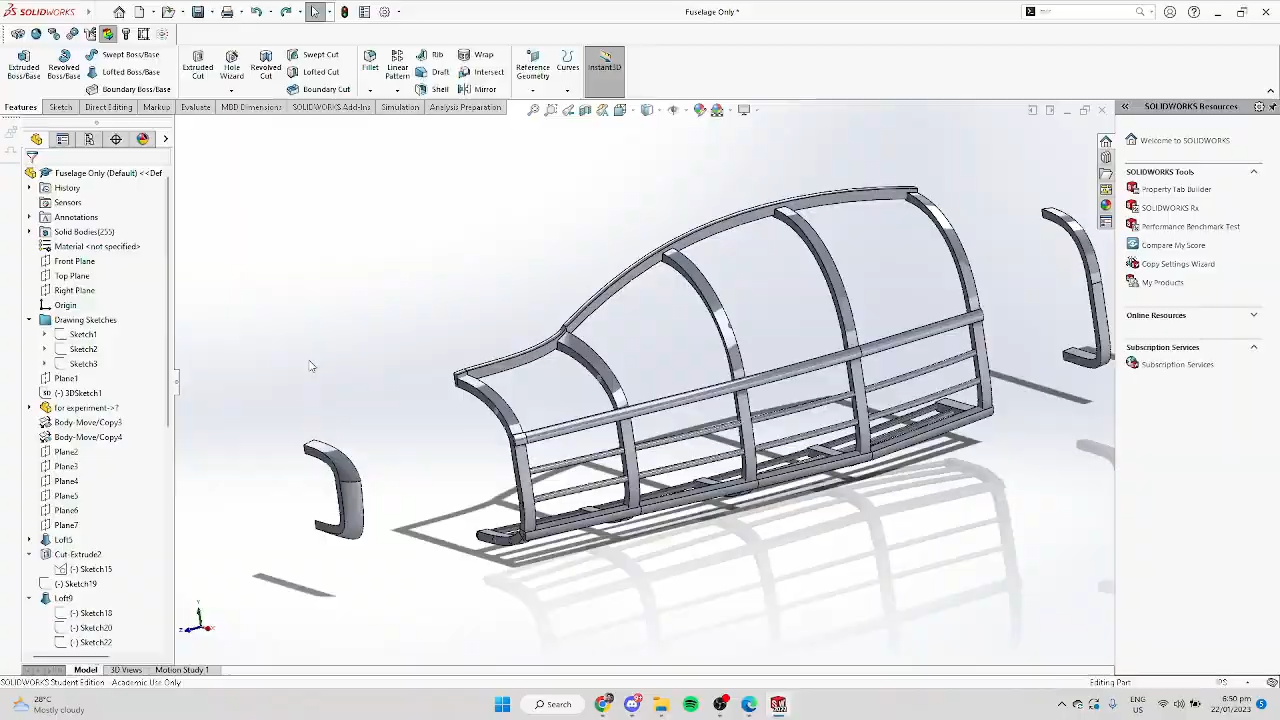 SOLIDWORKS
Fuselage Only *
Extruded Boss/Base
Revolved Boss/Base
Swept Boss/Base
Lofted Boss/Base
Boundary Boss/Base
Extruded Cut
Hole Wizard
Revolved Cut
Swept Cut
Lofted Cut
Boundary Cut
Fillet
Linear Pattern
Rib
Draft
Shell
Wrap
Intersect
Mirror
Reference Geometry
Curves
Instant3D
Features
Sketch
Direct Editing
Markup
Evaluate
MBD Dimensions
SOLIDWORKS Add-Ins
Simulation
Analysis Preparation
Fuselage Only (Default) <<Def
History
Sensors
Annotations
Solid Bodies(255)
Material <not specified>
Front Plane
Top Plane
Right Plane
Origin
Drawing Sketches
Sketch1
Sketch2
Sketch3
Plane1
(-) 3DSketch1
for experiment->?
Body-Move/Copy3
Body-Move/Copy4
Plane2
Plane3
Plane4
Plane5
Plane6
Plane7
Loft5
Cut-Extrude2
(-) Sketch15
(-) Sketch19
Loft9
(-) Sketch18
(-) Sketch20
(-) Sketch22
Model
3D Views
Motion Study 1
SOLIDWORKS Student Edition - Academic Use Only
Editing Part
IPS
SOLIDWORKS Resources
Welcome to SOLIDWORKS
SOLIDWORKS Tools
Property Tab Builder
SOLIDWORKS Rx
Performance Benchmark Test
Compare My Score
Copy Settings Wizard
My Products
Online Resources
Subscription Services
Subscription Services
28°C
Mostly cloudy
Search
ENG
US
6:50 pm
22/01/2023